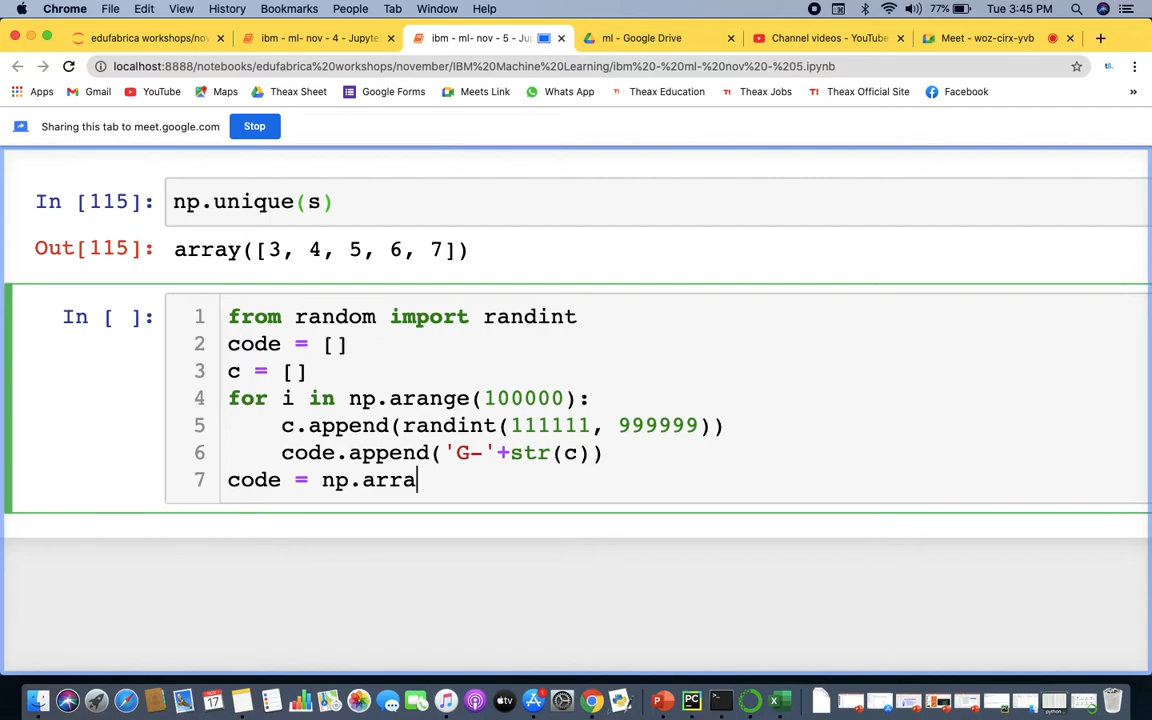 Chrome File Edit View History Bookmarks People Tab Window Help 77% Tue 3:45 PM
edufabrica workshops/nov ibm - ml- nov - 4 - Jupyte ibm - ml- nov - 5 - Ju ml - Google Drive Channel videos - YouTube Meet - woz-cirx-yvb
localhost:8888/notebooks/edufabrica%20workshops/november/IBM%20Machine%20Learning/ibm%20-%20ml-%20nov%20-%205.ipynb
Apps Gmail YouTube Maps Theax Sheet Google Forms Meets Link Whats App Theax Education Theax Jobs Theax Official Site Facebook »
Sharing this tab to meet.google.com Stop
In [115]: np.unique(s)
Out[115]: array([3, 4, 5, 6, 7])
In [ ]: 1 from random import randint
2 code = []
3 c = []
4 for i in np.arange(100000):
5 c.append(randint(111111, 999999))
6 code.append('G-'+str(c))
7 code = np.arra